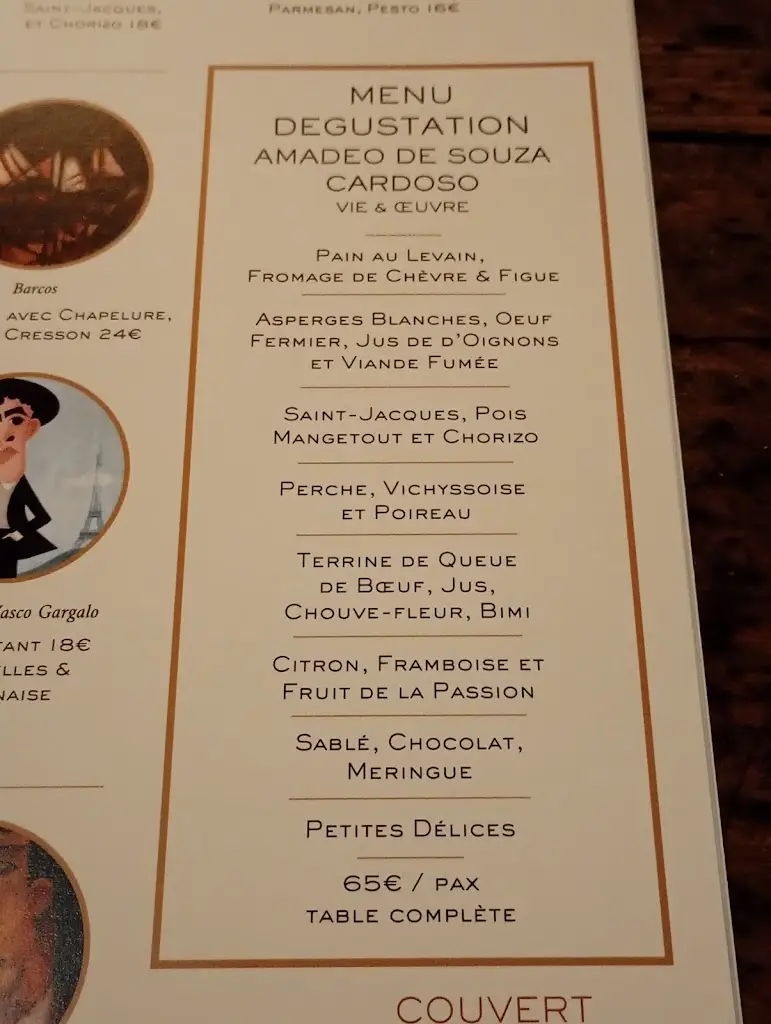 SAINT-JACQUES,
ET CHORIZO 18€
PARMESAN, PESTO 16€
Barcos
AVEC CHAPELURE,
CRESSON 24€
Vasco Gargalo
TANT 18€
LLES &
NAISE
MENU
DEGUSTATION
AMADEO DE SOUZA
CARDOSO
VIE & ŒUVRE
PAIN AU LEVAIN,
FROMAGE DE CHÈVRE & FIGUE
ASPERGES BLANCHES, OEUF
FERMIER, JUS DE D'OIGNONS
ET VIANDE FUMÉE
SAINT-JACQUES, POIS
MANGETOUT ET CHORIZO
PERCHE, VICHYSSOISE
ET POIREAU
TERRINE DE QUEUE
DE BŒUF, JUS,
CHOUVE-FLEUR, BIMI
CITRON, FRAMBOISE ET
FRUIT DE LA PASSION
SABLÉ, CHOCOLAT,
MERINGUE
PETITES DÉLICES
65€ / PAX
TABLE COMPLÈTE
COUVERT